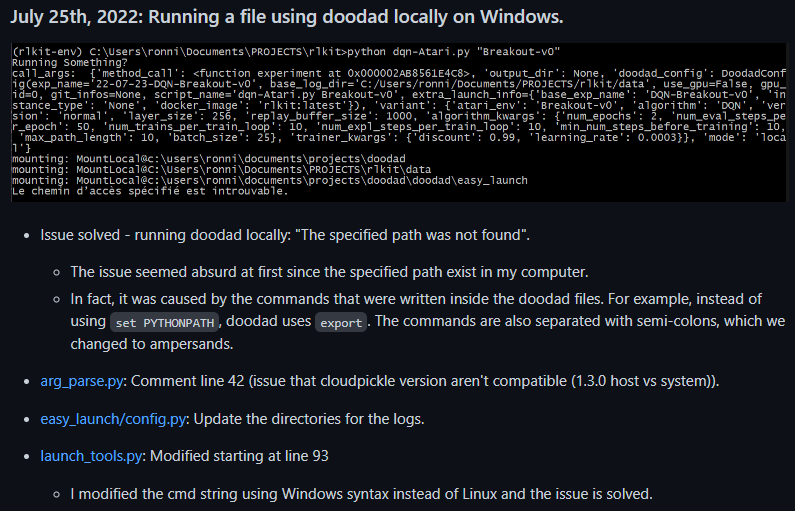 July 25th, 2022: Running a file using doodad locally on Windows.
(rlkit-env) C:\Users\ronni\Documents\PROJECTS\rlkit>python dqn-Atari.py "Breakout-v0"
Running Something?
call_args:  {'method_call': <function experiment at 0x000002AB8561E4C8>, 'output_dir': None, 'doodad_config': DoodadConf
ig(exp_name='22-07-23-DQN-Breakout-v0', base_log_dir='C:/Users/ronni/Documents/PROJECTS/rlkit/data', use_gpu=False, gpu_
id=0, git_infos=None, script_name='dqn-Atari.py Breakout-v0', extra_launch_info={'base_exp_name': 'DQN-Breakout-v0', 'in
stance_type': 'None', 'docker_image': 'rlkit:latest'}), 'variant': {'atari_env': 'Breakout-v0', 'algorithm': 'DQN', 'ver
sion': 'normal', 'layer_size': 256, 'replay_buffer_size': 1000, 'algorithm_kwargs': {'num_epochs': 2, 'num_eval_steps_pe
r_epoch': 50, 'num_trains_per_train_loop': 10, 'num_expl_steps_per_train_loop': 10, 'min_num_steps_before_training': 10,
 'max_path_length': 10, 'batch_size': 25}, 'trainer_kwargs': {'discount': 0.99, 'learning_rate': 0.0003}}, 'mode': 'loca
l'}
mounting: MountLocal@c:\users\ronni\documents\projects\doodad
mounting: MountLocal@C:\Users\ronni\Documents\PROJECTS\rlkit\data
mounting: MountLocal@c:\users\ronni\documents\projects\doodad\doodad\easy_launch
Le chemin d'accès spécifié est introuvable.
• Issue solved - running doodad locally: "The specified path was not found".
◦ The issue seemed absurd at first since the specified path exist in my computer.
◦ In fact, it was caused by the commands that were written inside the doodad files. For example, instead of
using set PYTHONPATH, doodad uses export. The commands are also separated with semi-colons, which we
changed to ampersands.
• arg_parse.py: Comment line 42 (issue that cloudpickle version aren't compatible (1.3.0 host vs system)).
• easy_launch/config.py: Update the directories for the logs.
• launch_tools.py: Modified starting at line 93
◦ I modified the cmd string using Windows syntax instead of Linux and the issue is solved.